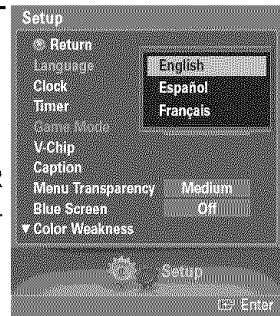 Setup
Return
Language
English
Español
Français
Clock
Timer
Game Mode
V-Chip
Caption
Menu Transparency Medium
Blue Screen Off
▼ Color Weakness
Setup
Enter